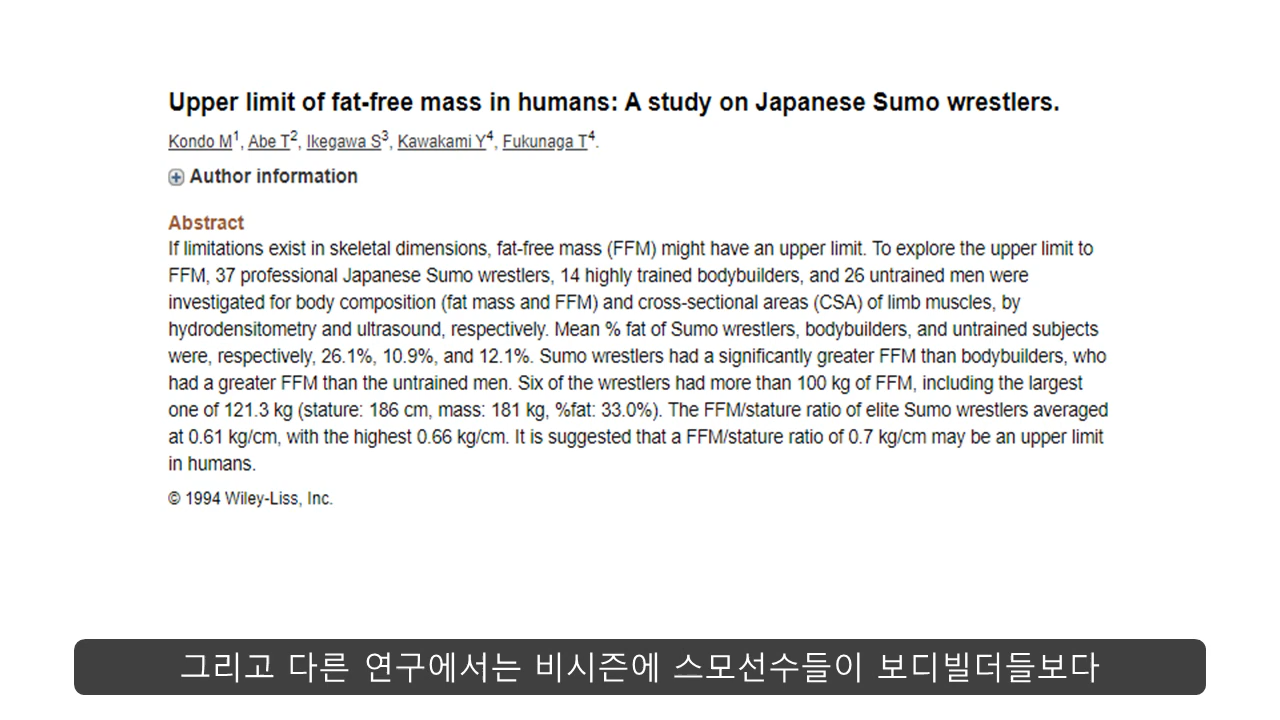 Upper limit of fat-free mass in humans: A study on Japanese Sumo wrestlers.
Kondo M1, Abe T2, Ikegawa S3, Kawakami Y4, Fukunaga T4.
Author information
Abstract
If limitations exist in skeletal dimensions, fat-free mass (FFM) might have an upper limit. To explore the upper limit to
FFM, 37 professional Japanese Sumo wrestlers, 14 highly trained bodybuilders, and 26 untrained men were
investigated for body composition (fat mass and FFM) and cross-sectional areas (CSA) of limb muscles, by
hydrodensitometry and ultrasound, respectively. Mean % fat of Sumo wrestlers, bodybuilders, and untrained subjects
were, respectively, 26.1%, 10.9%, and 12.1%. Sumo wrestlers had a significantly greater FFM than bodybuilders, who
had a greater FFM than the untrained men. Six of the wrestlers had more than 100 kg of FFM, including the largest
one of 121.3 kg (stature: 186 cm, mass: 181 kg, %fat: 33.0%). The FFM/stature ratio of elite Sumo wrestlers averaged
at 0.61 kg/cm, with the highest 0.66 kg/cm. It is suggested that a FFM/stature ratio of 0.7 kg/cm may be an upper limit
in humans.
© 1994 Wiley-Liss, Inc.
그리고 다른 연구에서는 비시즌에 스모선수들이 보디빌더들보다